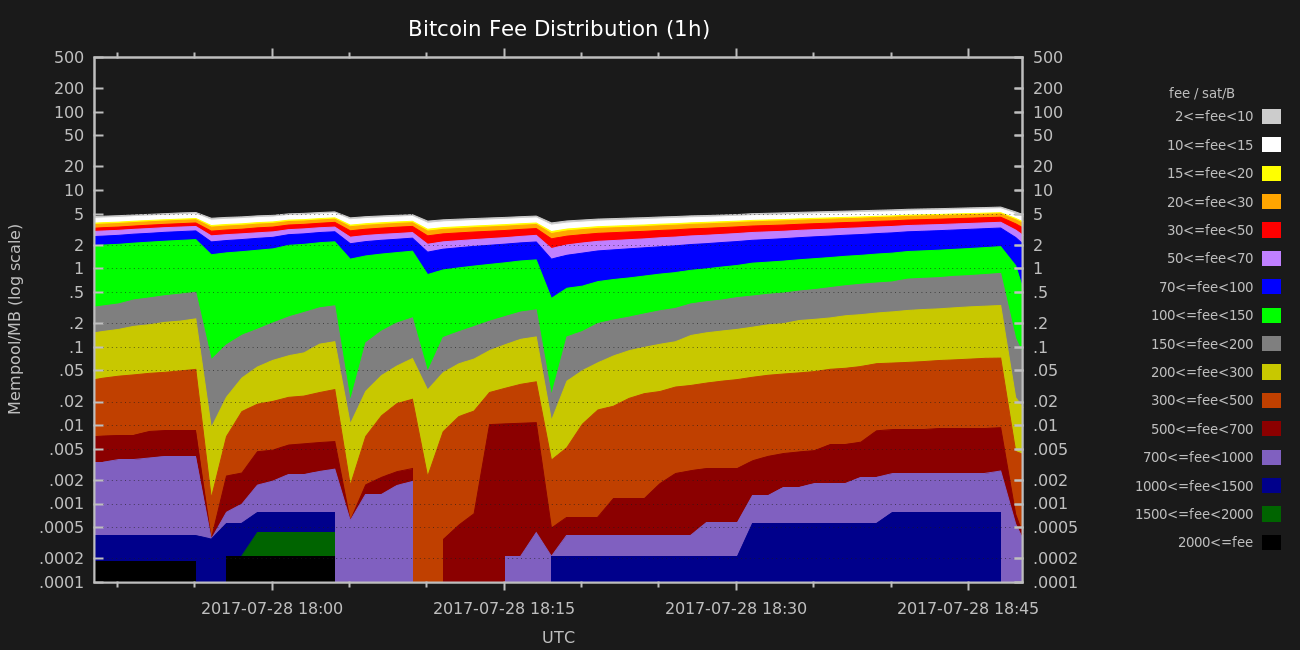 Bitcoin Fee Distribution (1h)
Mempool/MB (log scale)
500
200
100
50
20
10
5
2
1
.5
.2
.1
.05
.02
.01
.005
.002
.001
.0005
.0002
.0001
500
200
100
50
20
10
5
2
1
.5
.2
.1
.05
.02
.01
.005
.002
.001
.0005
.0002
.0001
2017-07-28 18:00
2017-07-28 18:15
2017-07-28 18:30
2017-07-28 18:45
UTC
fee / sat/B
2<=fee<10
10<=fee<15
15<=fee<20
20<=fee<30
30<=fee<50
50<=fee<70
70<=fee<100
100<=fee<150
150<=fee<200
200<=fee<300
300<=fee<500
500<=fee<700
700<=fee<1000
1000<=fee<1500
1500<=fee<2000
2000<=fee